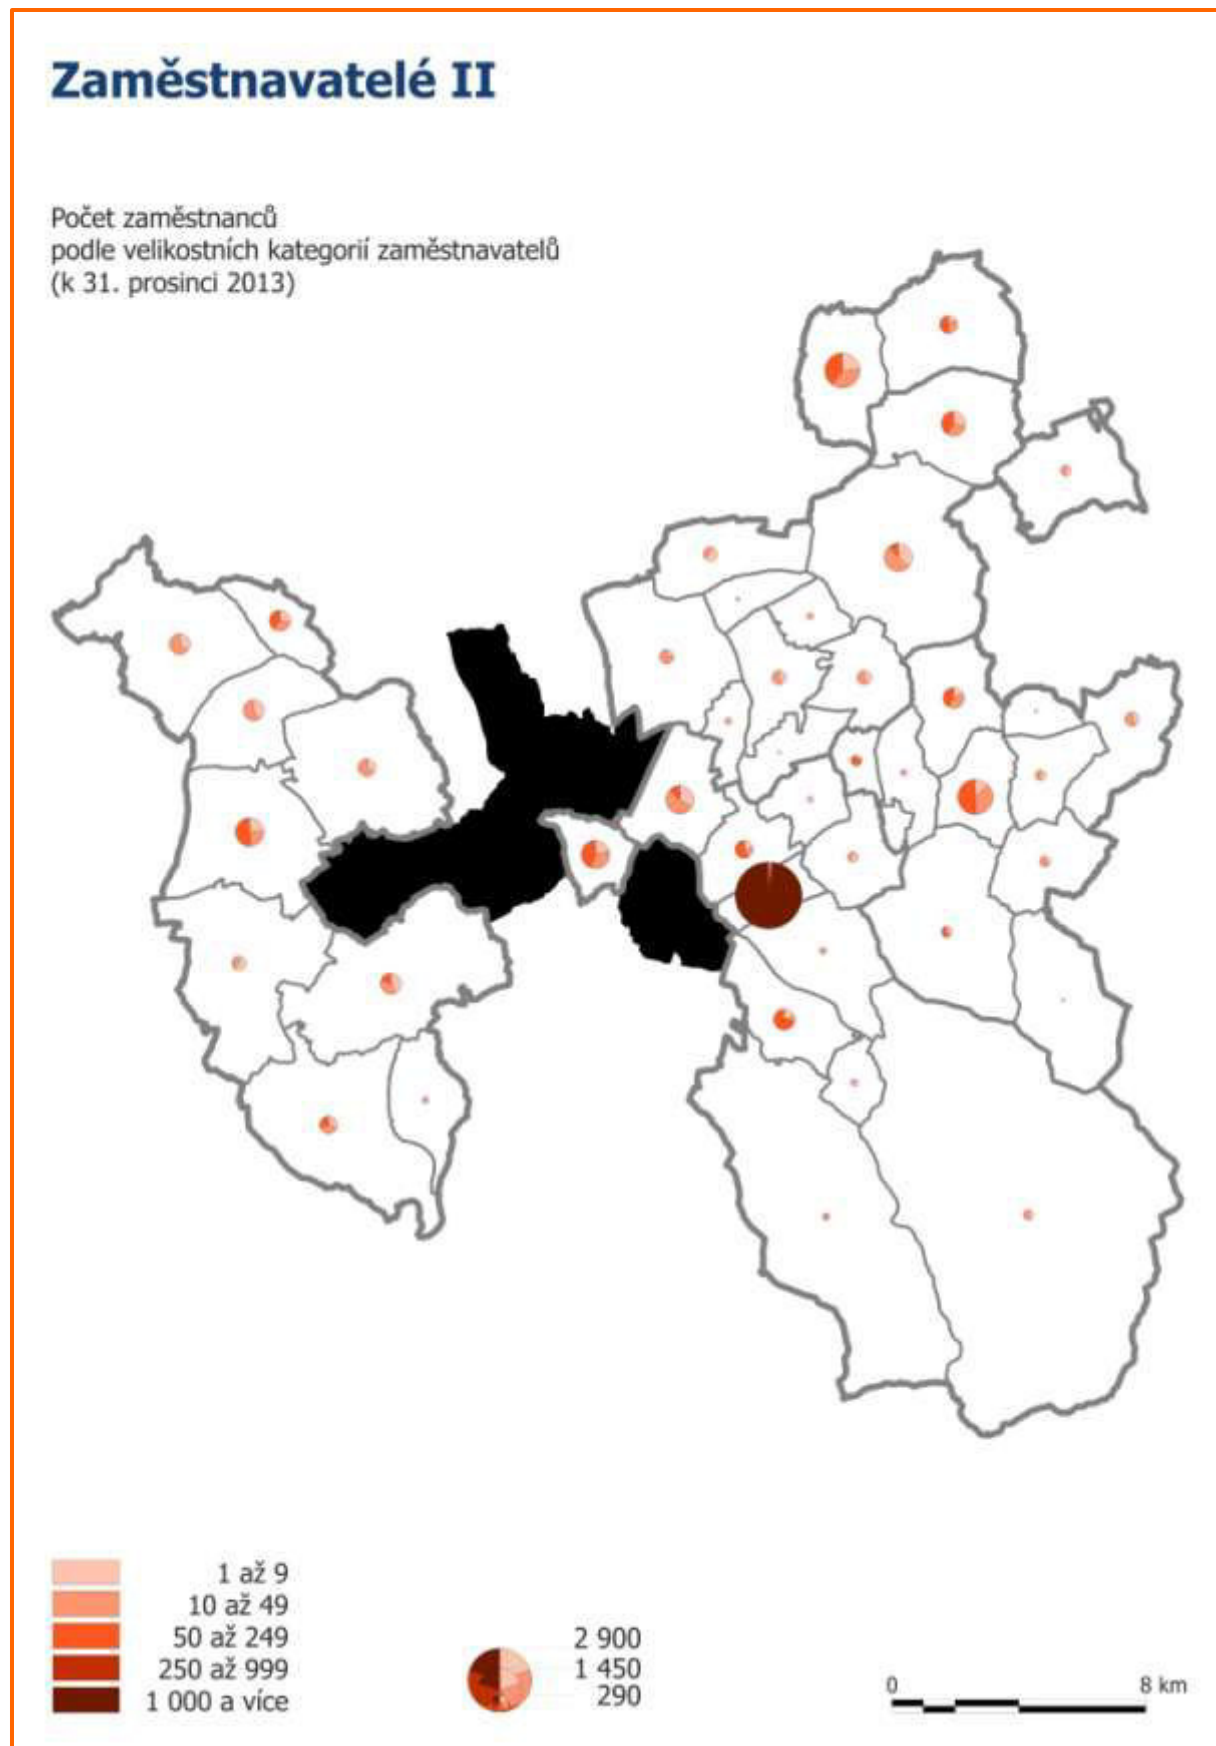 Zaměstnavatelé II
Počet zaměstnanců
podle velikostních kategorií zaměstnavatelů
(k 31. prosinci 2013)
1 až 9
10 až 49
50 až 249
250 až 999
1 000 a více
2 900
1 450
290
0 8 km